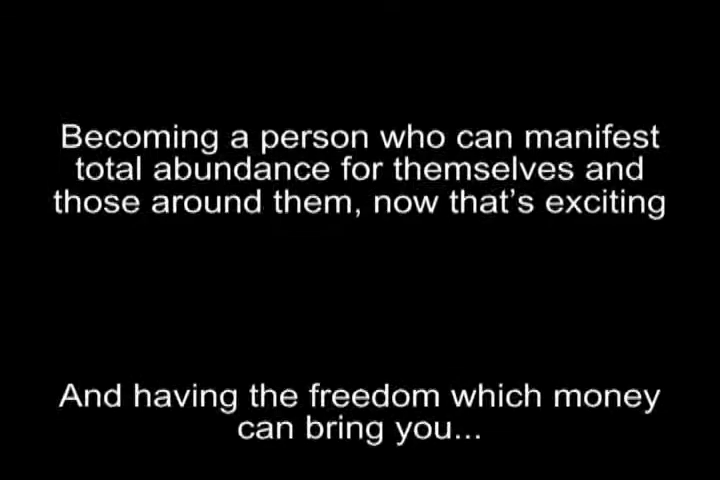 Becoming a person who can manifest
total abundance for themselves and
those around them, now that’s exciting
And having the freedom which money
can bring you...